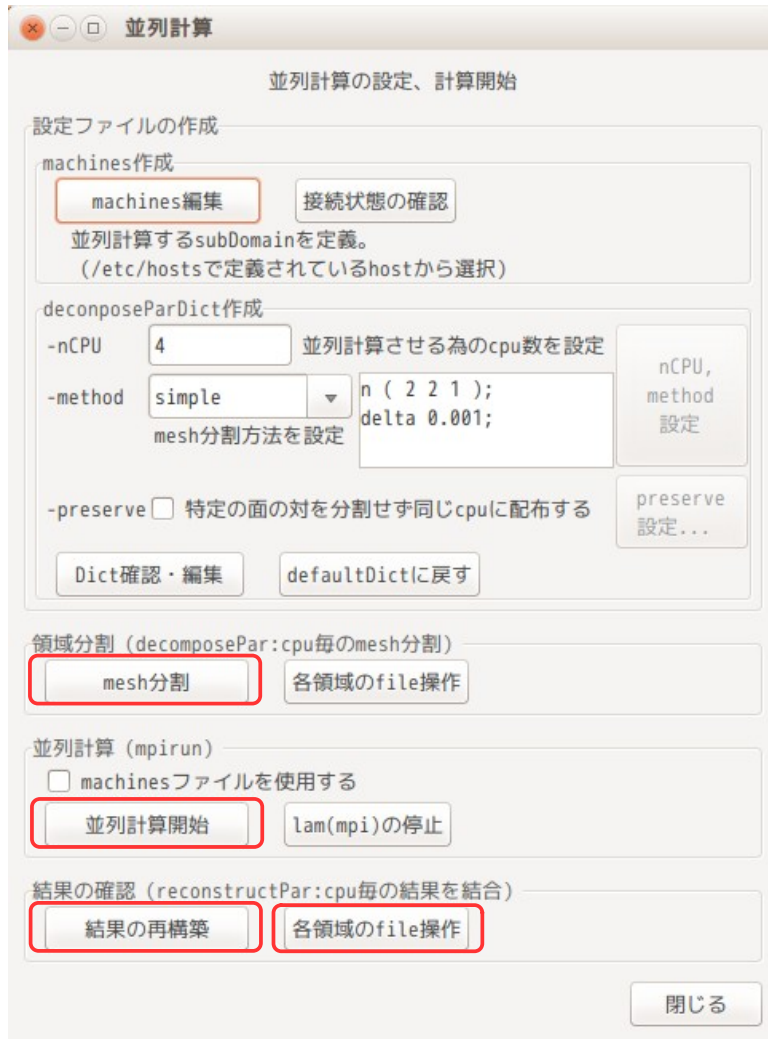 並列計算
並列計算の設定、計算開始
設定ファイルの作成
machines作成
machines編集 接続状態の確認
並列計算するsubDomainを定義。
(/etc/hostsで定義されているhostから選択)
deconposeParDict作成
-nCPU 4 並列計算させる為のcpu数を設定
-method simple n ( 2 2 1 );
delta 0.001;
mesh分割方法を設定
nCPU,
method
設定
-preserve 特定の面の対を分割せず同じcpuに配布する
preserve
設定...
Dict確認・編集 defaultDictに戻す
領域分割 (decomposePar:cpu毎のmesh分割)
mesh分割 各領域のfile操作
並列計算 (mpirun)
machinesファイルを使用する
並列計算開始 lam(mpi)の停止
結果の確認 (reconstructPar:cpu毎の結果を結合)
結果の再構築 各領域のfile操作
閉じる